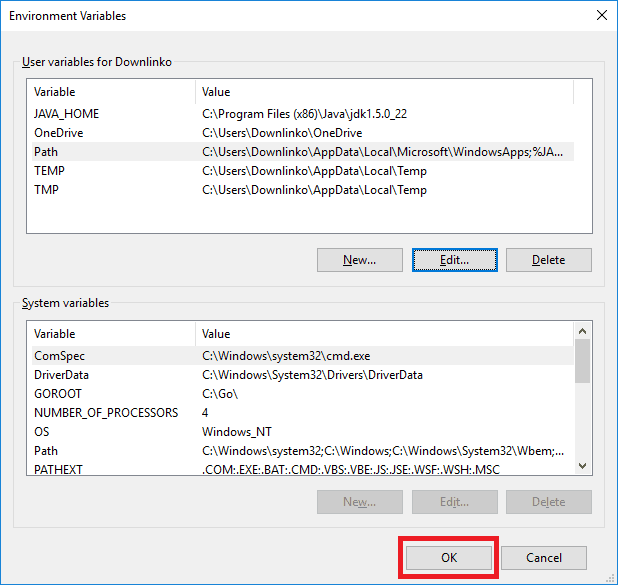 Environment Variables
User variables for Downlinko
Variable Value
JAVA_HOME C:\Program Files (x86)\Java\jdk1.5.0_22
OneDrive C:\Users\Downlinko\OneDrive
Path C:\Users\Downlinko\AppData\Local\Microsoft\WindowsApps;%JA...
TEMP C:\Users\Downlinko\AppData\Local\Temp
TMP C:\Users\Downlinko\AppData\Local\Temp
New... Edit... Delete
System variables
Variable Value
ComSpec C:\Windows\system32\cmd.exe
DriverData C:\Windows\System32\Drivers\DriverData
GOROOT C:\Go\
NUMBER_OF_PROCESSORS 4
OS Windows_NT
Path C:\Windows\system32;C:\Windows;C:\Windows\System32\Wbem;...
PATHEXT .COM;.EXE;.BAT;.CMD;.VBS;.VBE;.JS;.JSE;.WSF;.WSH;.MSC
New... Edit... Delete
OK Cancel